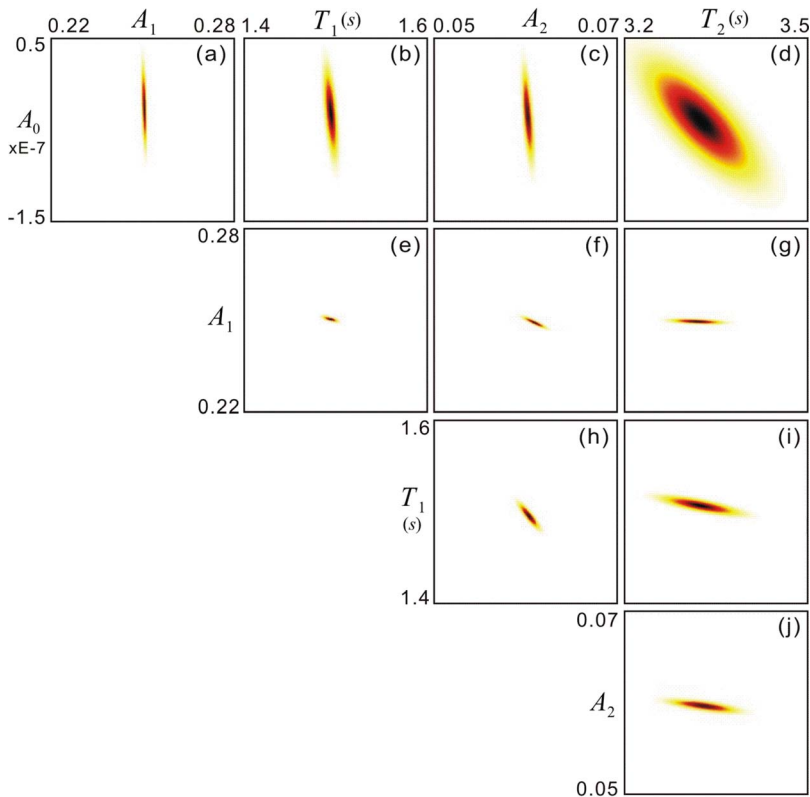 0.22 A₁ 0.28 1.4 T₁(s) 1.6 0.05 A₂ 0.07 3.2 T₂(s) 3.5
0.5 (a) (b) (c) (d)
A₀
xE-7
-1.5
0.28 (e) (f) (g)
A₁
0.22
1.6 (h) (i)
T₁
(s)
1.4
0.07 (j)
A₂
0.05